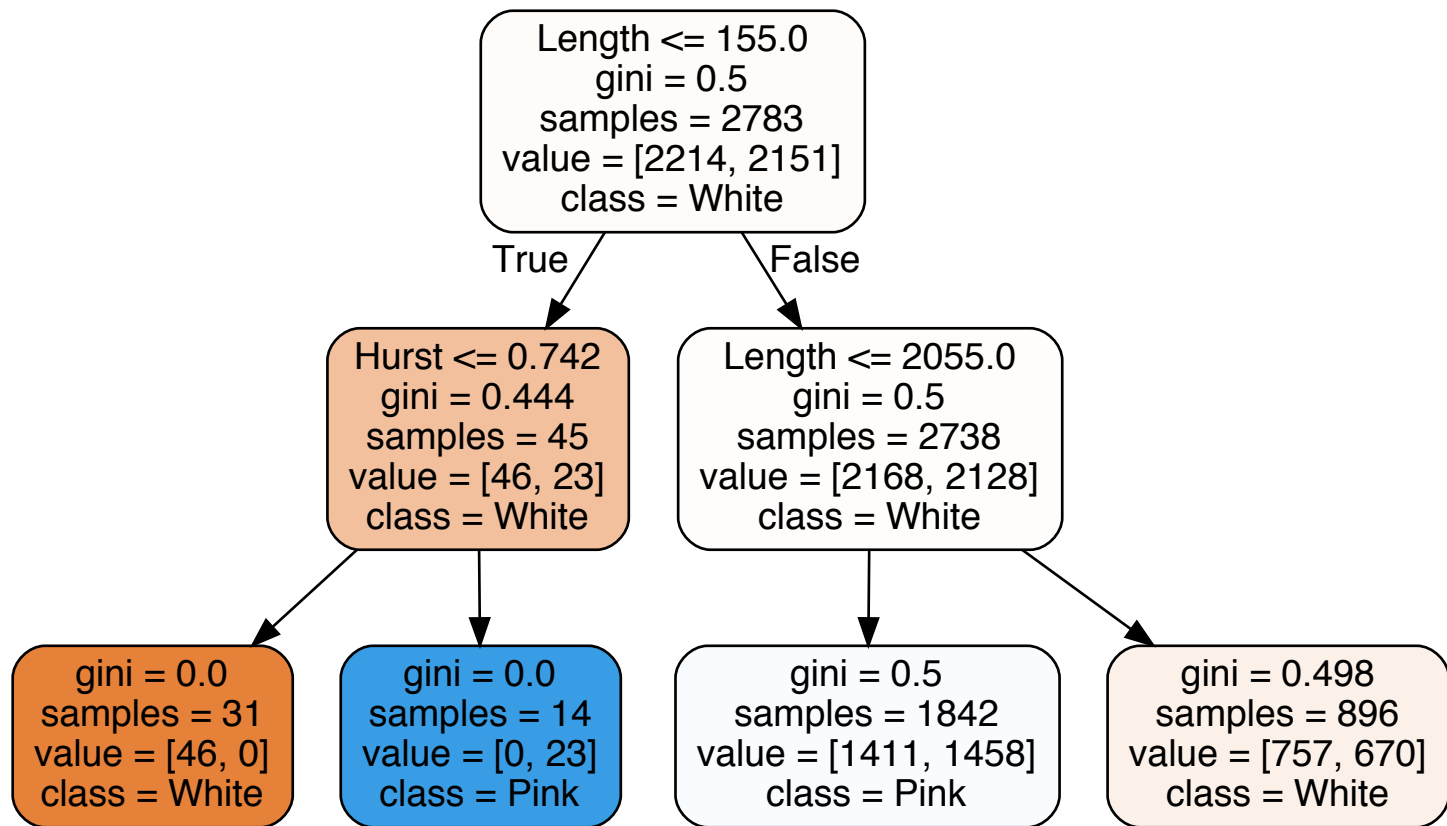 Length <= 155.0
gini = 0.5
samples = 2783
value = [2214, 2151]
class = White
True
False
Hurst <= 0.742
gini = 0.444
samples = 45
value = [46, 23]
class = White
Length <= 2055.0
gini = 0.5
samples = 2738
value = [2168, 2128]
class = White
gini = 0.0
samples = 31
value = [46, 0]
class = White
gini = 0.0
samples = 14
value = [0, 23]
class = Pink
gini = 0.5
samples = 1842
value = [1411, 1458]
class = Pink
gini = 0.498
samples = 896
value = [757, 670]
class = White